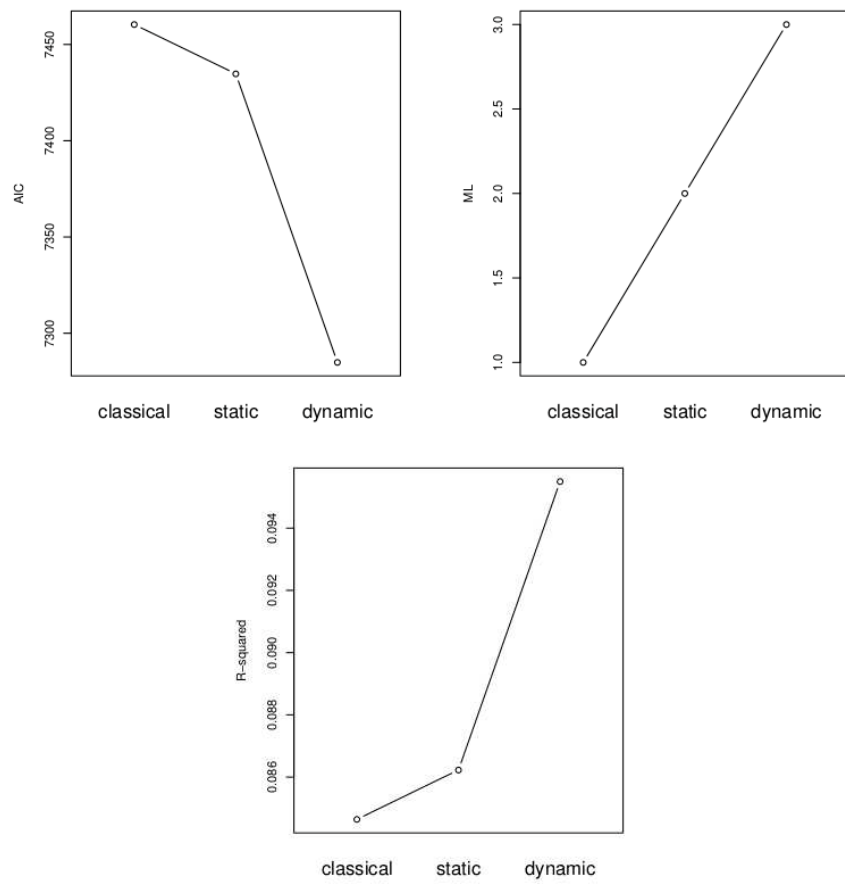 AIC
7450
7400
7350
7300
classical static dynamic
ML
3.0
2.5
2.0
1.5
1.0
classical static dynamic
R-squared
0.094
0.092
0.090
0.088
0.086
classical static dynamic